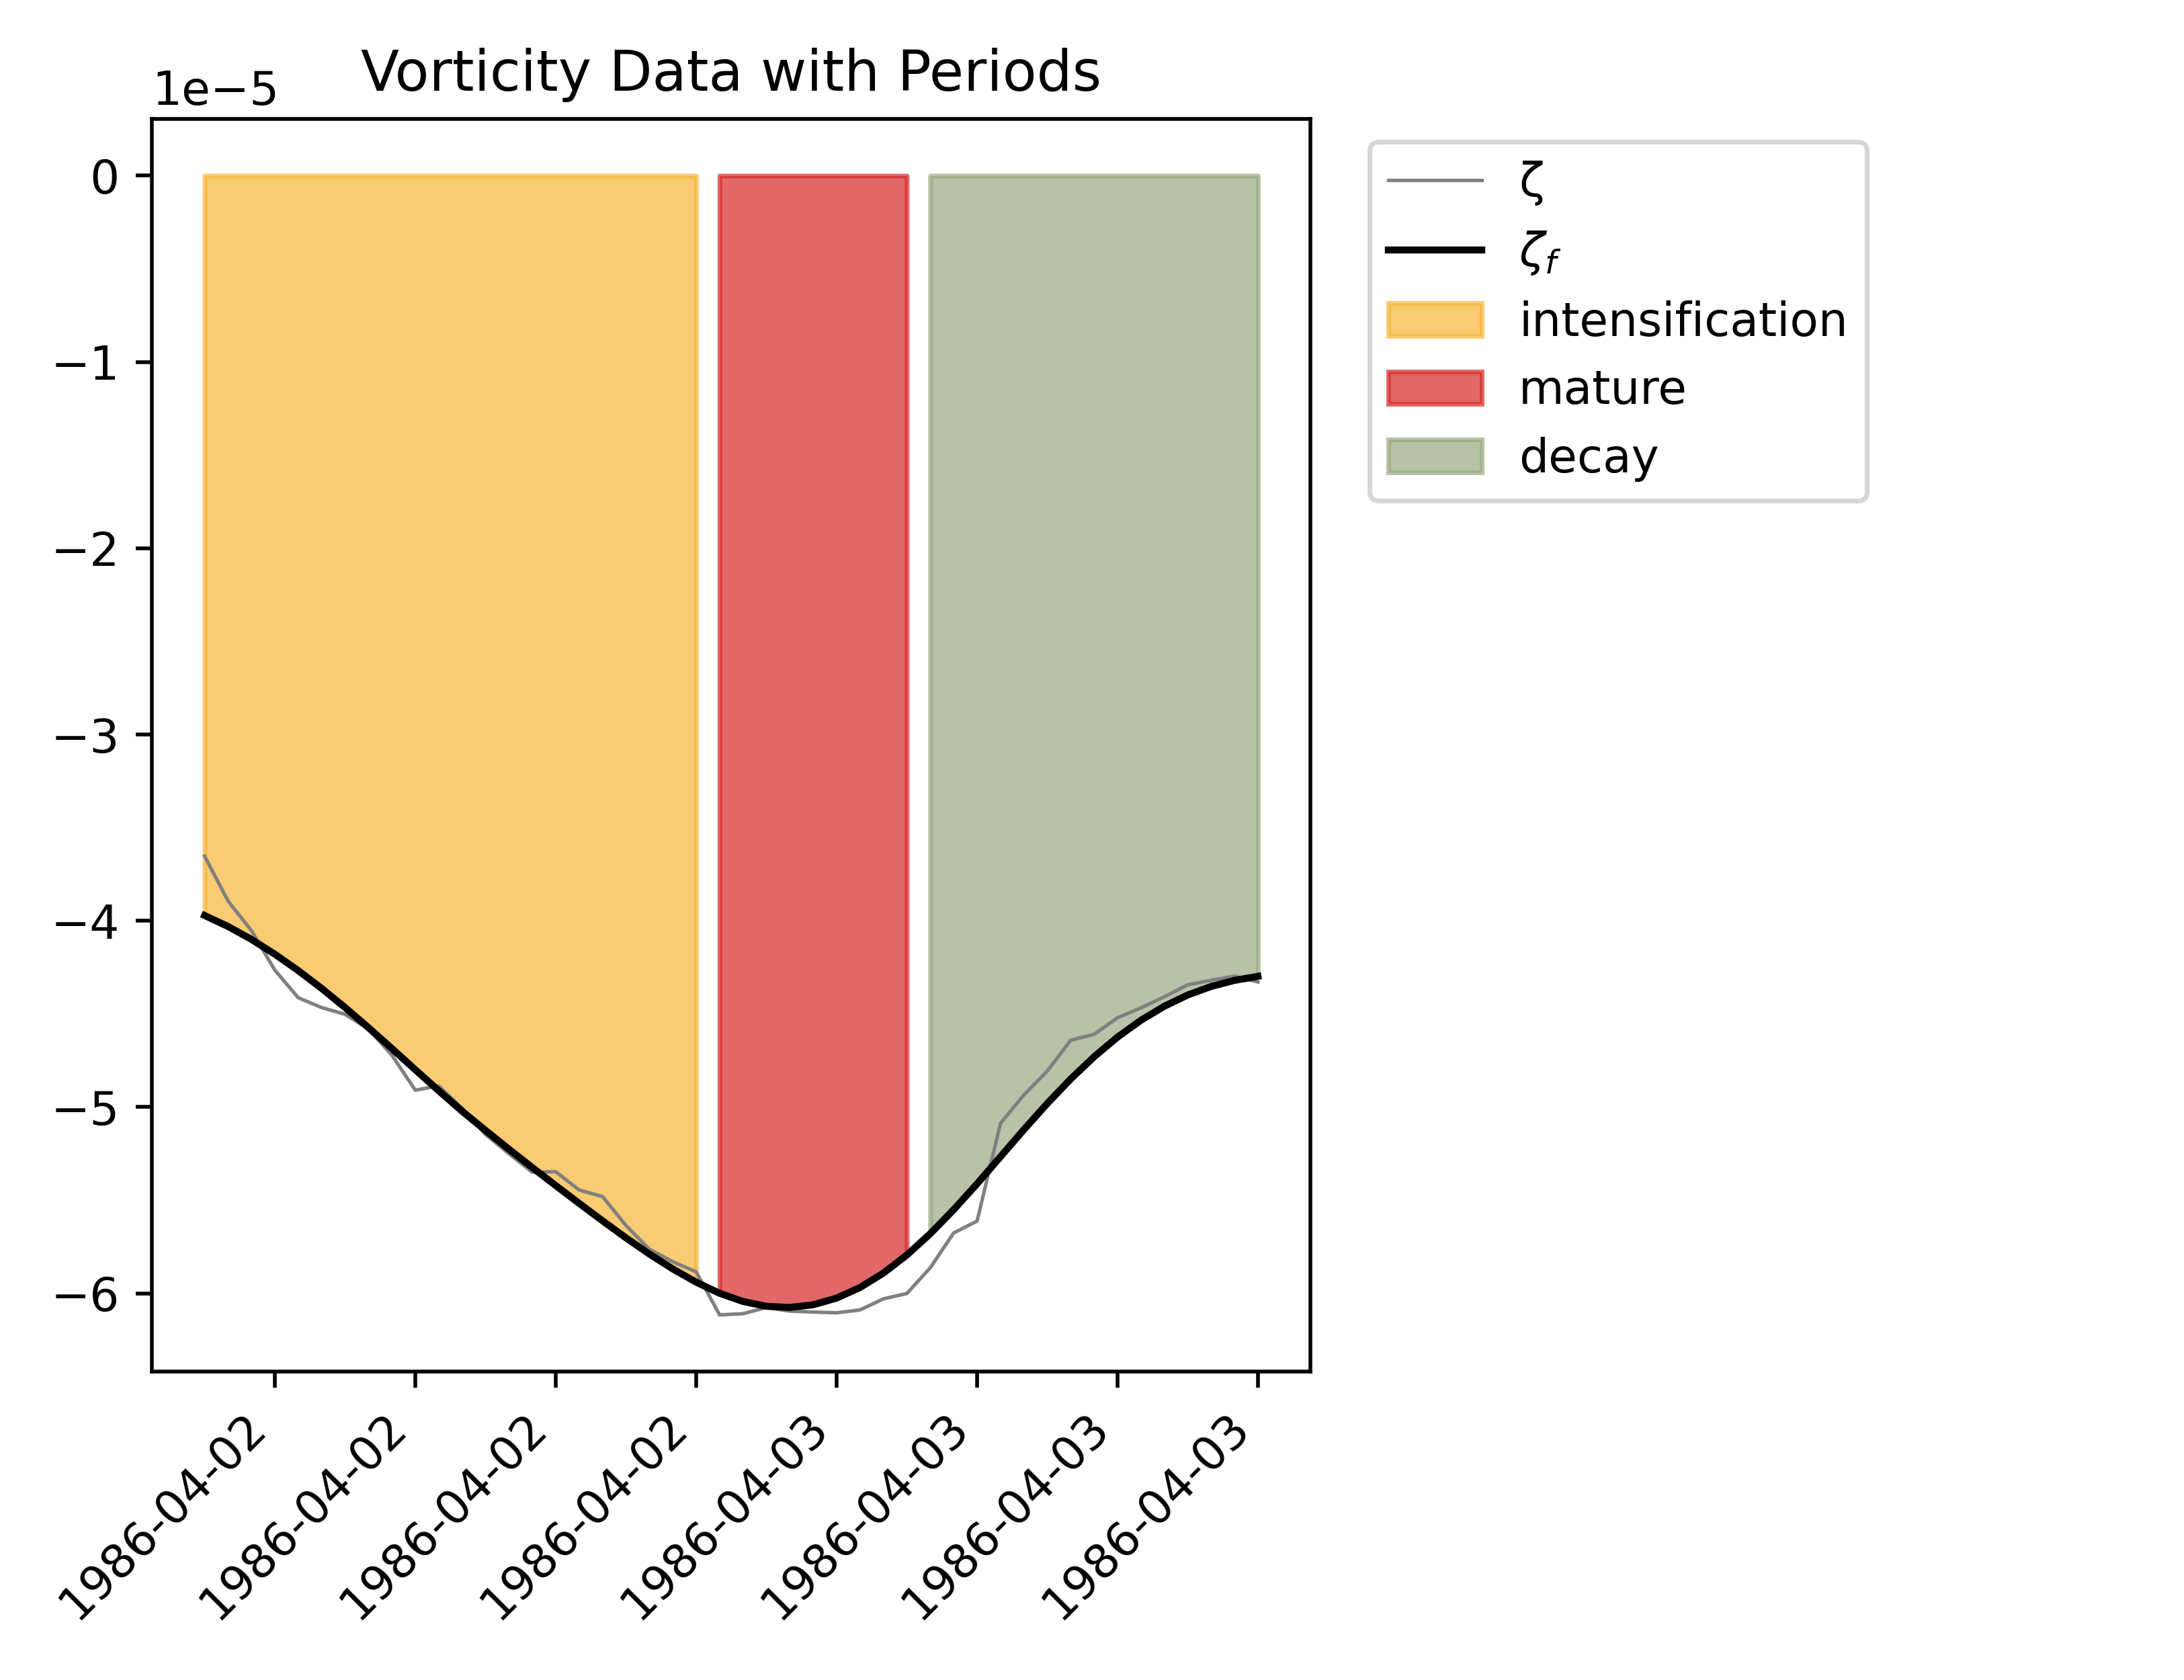 Vorticity Data with Periods
1e−5
0
−1
−2
−3
−4
−5
−6
1986-04-02
1986-04-02
1986-04-02
1986-04-02
1986-04-03
1986-04-03
1986-04-03
1986-04-03
ζ
ζf
intensification
mature
decay